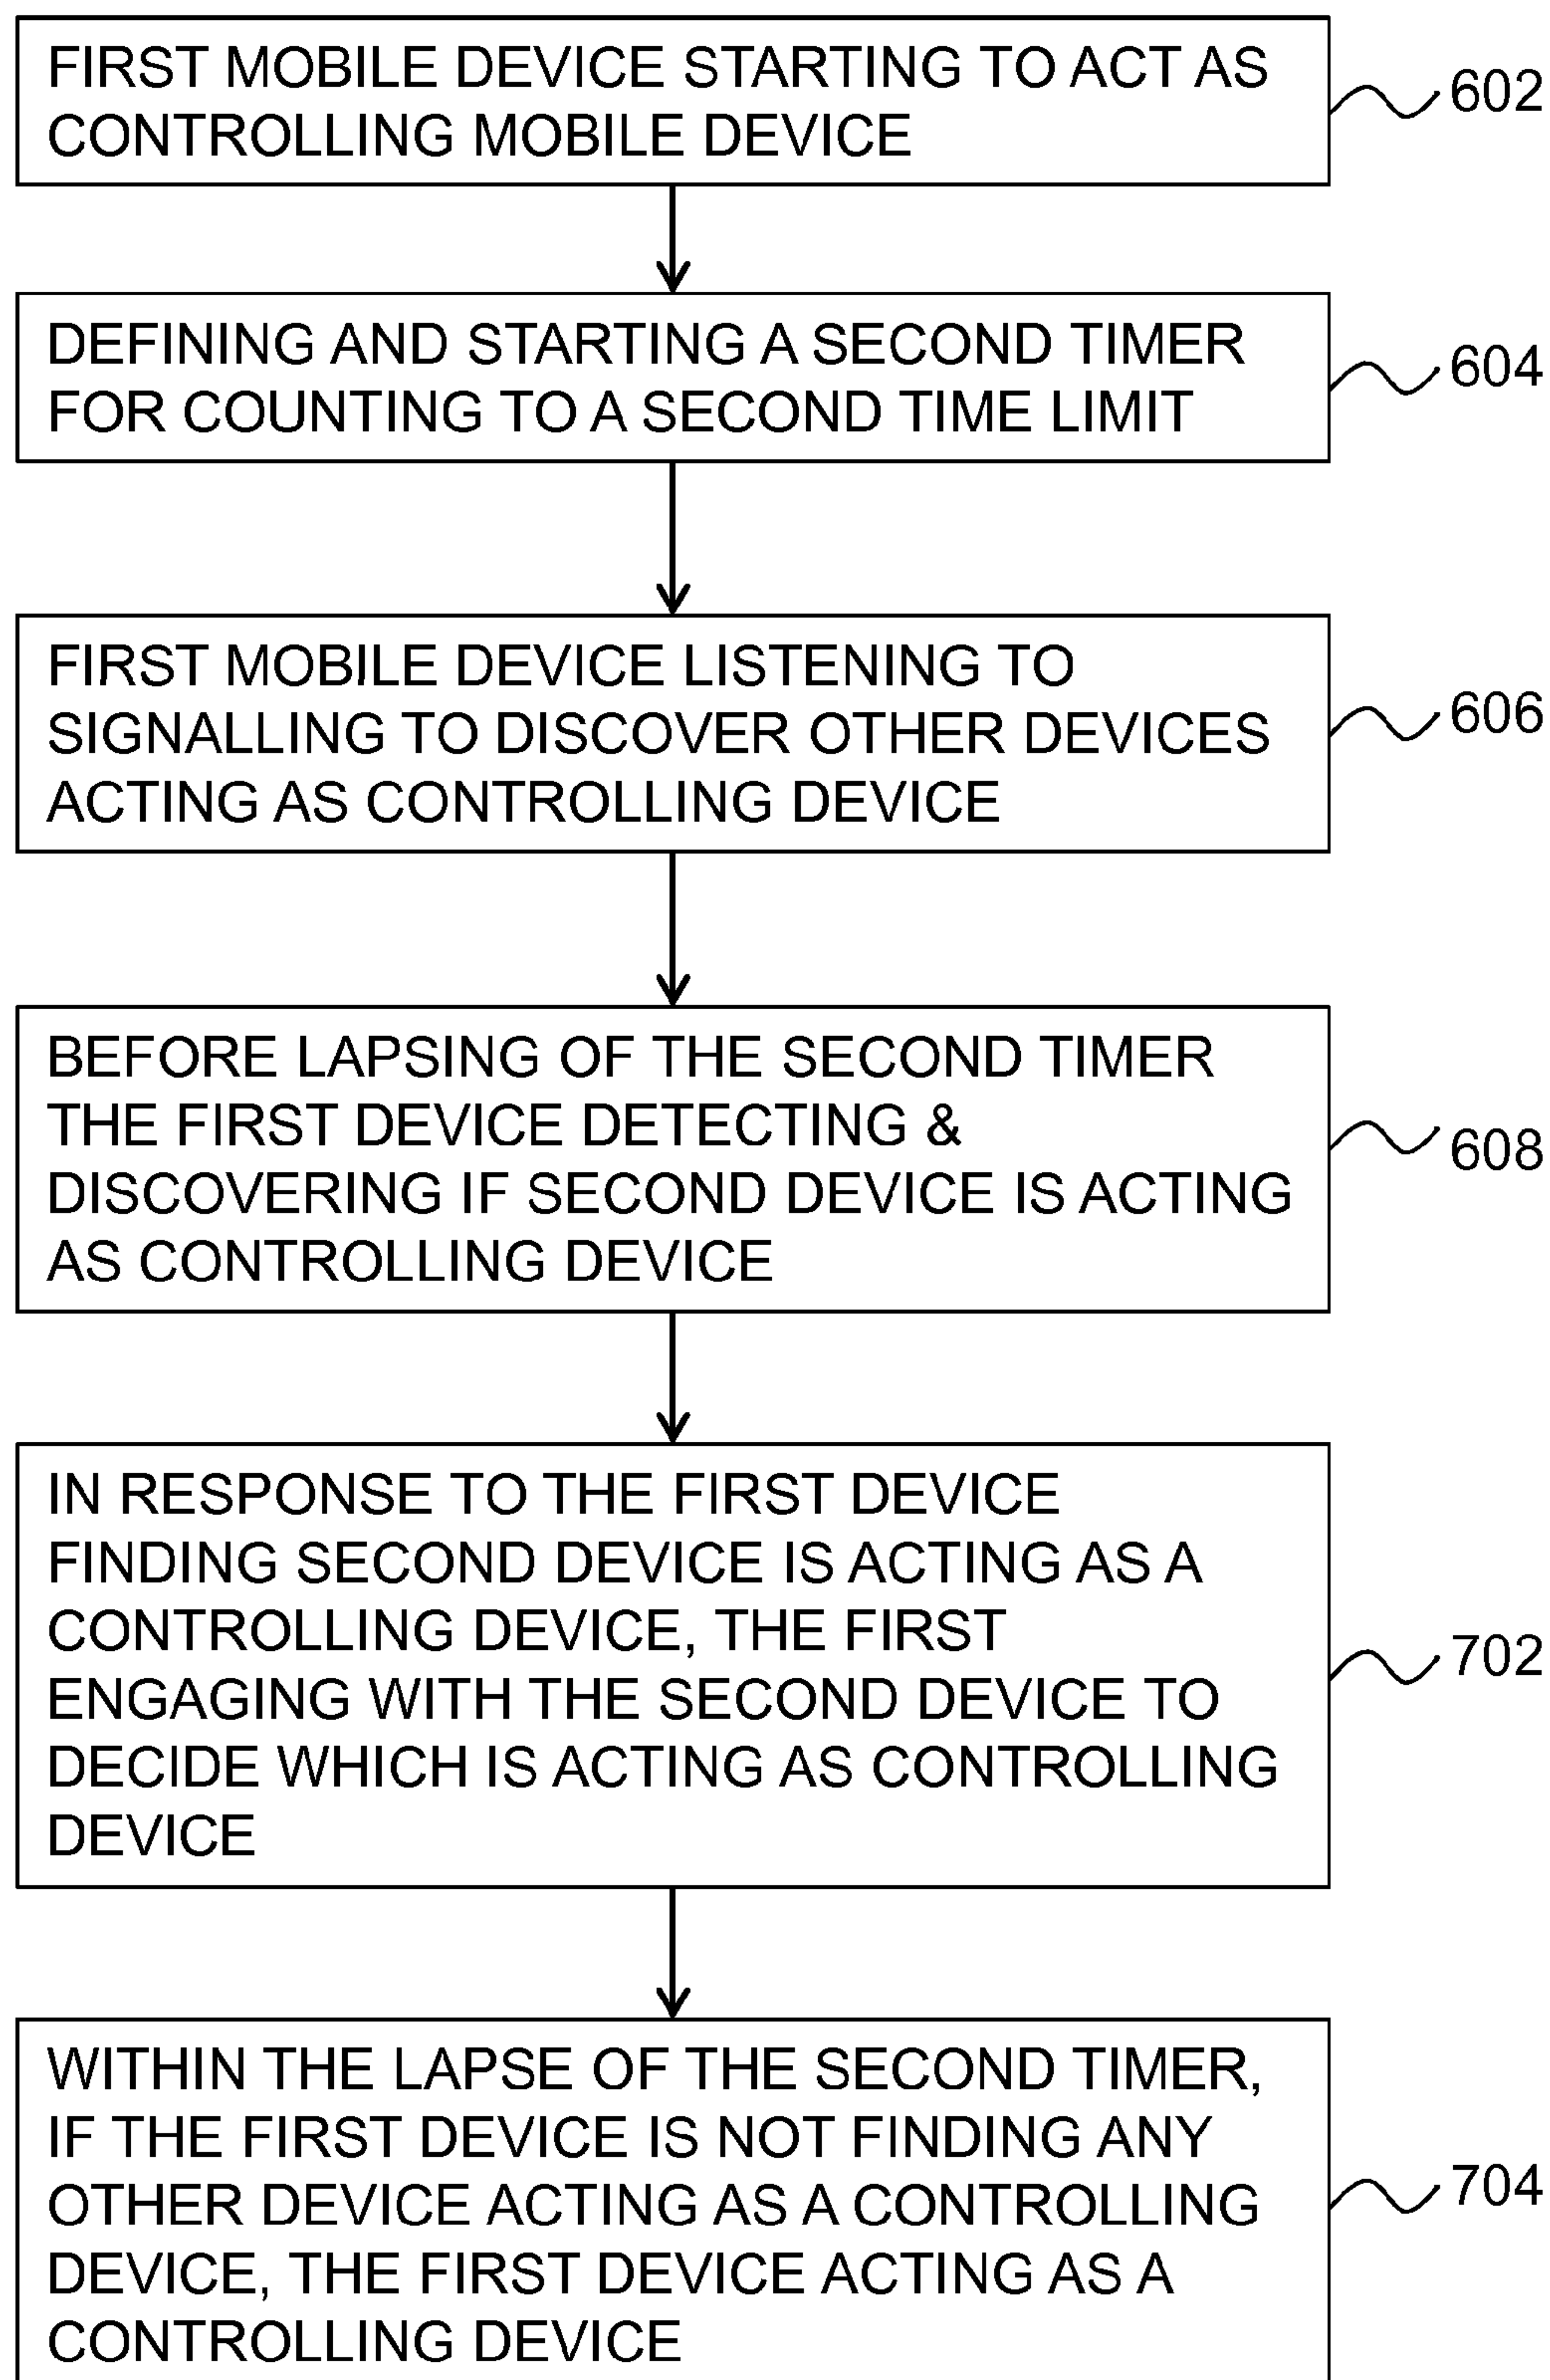 FIRST MOBILE DEVICE STARTING TO ACT AS
CONTROLLING MOBILE DEVICE
602
DEFINING AND STARTING A SECOND TIMER
FOR COUNTING TO A SECOND TIME LIMIT
604
FIRST MOBILE DEVICE LISTENING TO
SIGNALLING TO DISCOVER OTHER DEVICES
ACTING AS CONTROLLING DEVICE
606
BEFORE LAPSING OF THE SECOND TIMER
THE FIRST DEVICE DETECTING &
DISCOVERING IF SECOND DEVICE IS ACTING
AS CONTROLLING DEVICE
608
IN RESPONSE TO THE FIRST DEVICE
FINDING SECOND DEVICE IS ACTING AS A
CONTROLLING DEVICE, THE FIRST
ENGAGING WITH THE SECOND DEVICE TO
DECIDE WHICH IS ACTING AS CONTROLLING
DEVICE
702
WITHIN THE LAPSE OF THE SECOND TIMER,
IF THE FIRST DEVICE IS NOT FINDING ANY
OTHER DEVICE ACTING AS A CONTROLLING
DEVICE, THE FIRST DEVICE ACTING AS A
CONTROLLING DEVICE
704